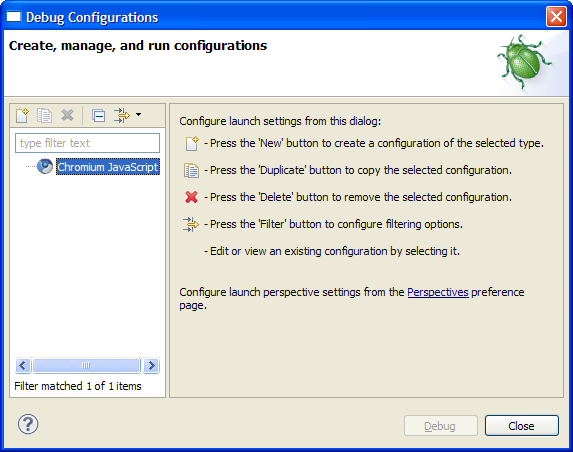 Debug Configurations
Create, manage, and run configurations
type filter text
Chromium JavaScript
Filter matched 1 of 1 items
Configure launch settings from this dialog:
- Press the 'New' button to create a configuration of the selected type.
- Press the 'Duplicate' button to copy the selected configuration.
- Press the 'Delete' button to remove the selected configuration.
- Press the 'Filter' button to configure filtering options.
- Edit or view an existing configuration by selecting it.
Configure launch perspective settings from the Perspectives preference
page.
?
Debug
Close